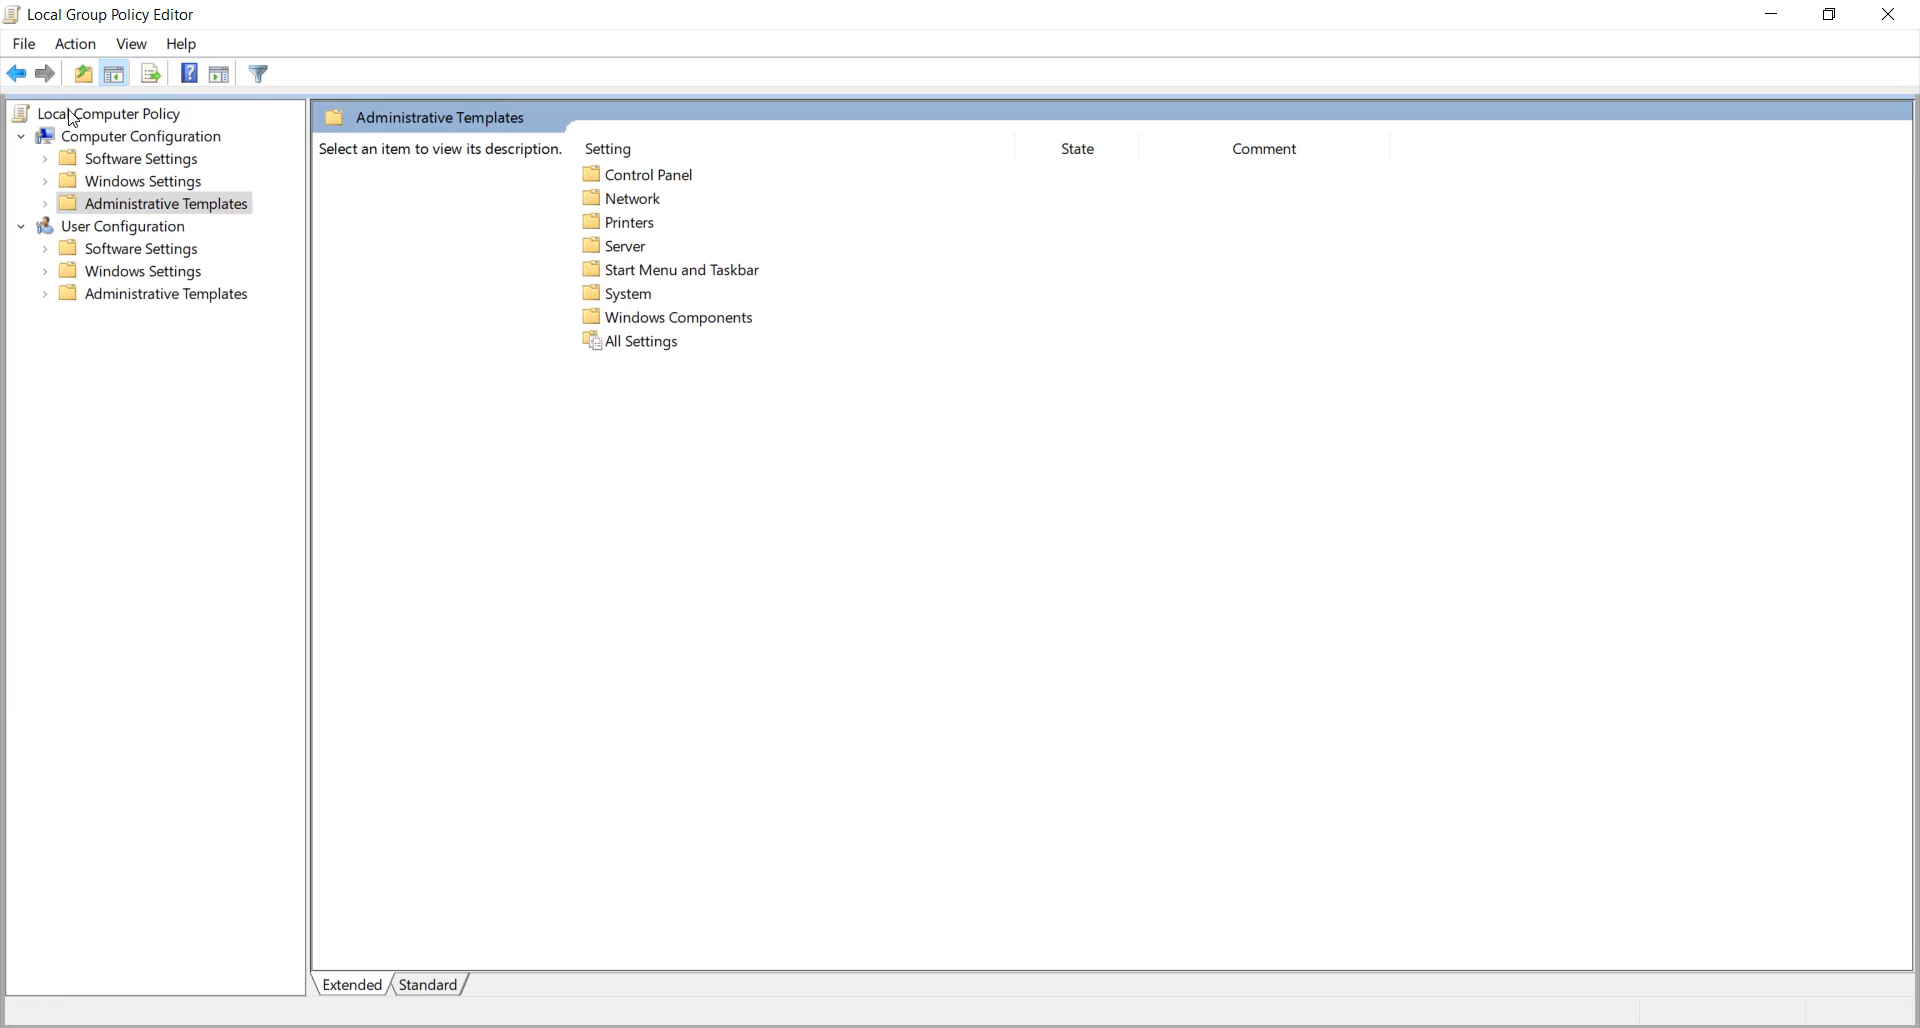 Local Group Policy Editor
File Action View Help
Local Computer Policy
Computer Configuration
Software Settings
Windows Settings
Administrative Templates
User Configuration
Software Settings
Windows Settings
Administrative Templates
Administrative Templates
Select an item to view its description.
Setting State Comment
Control Panel
Network
Printers
Server
Start Menu and Taskbar
System
Windows Components
All Settings
Extended Standard